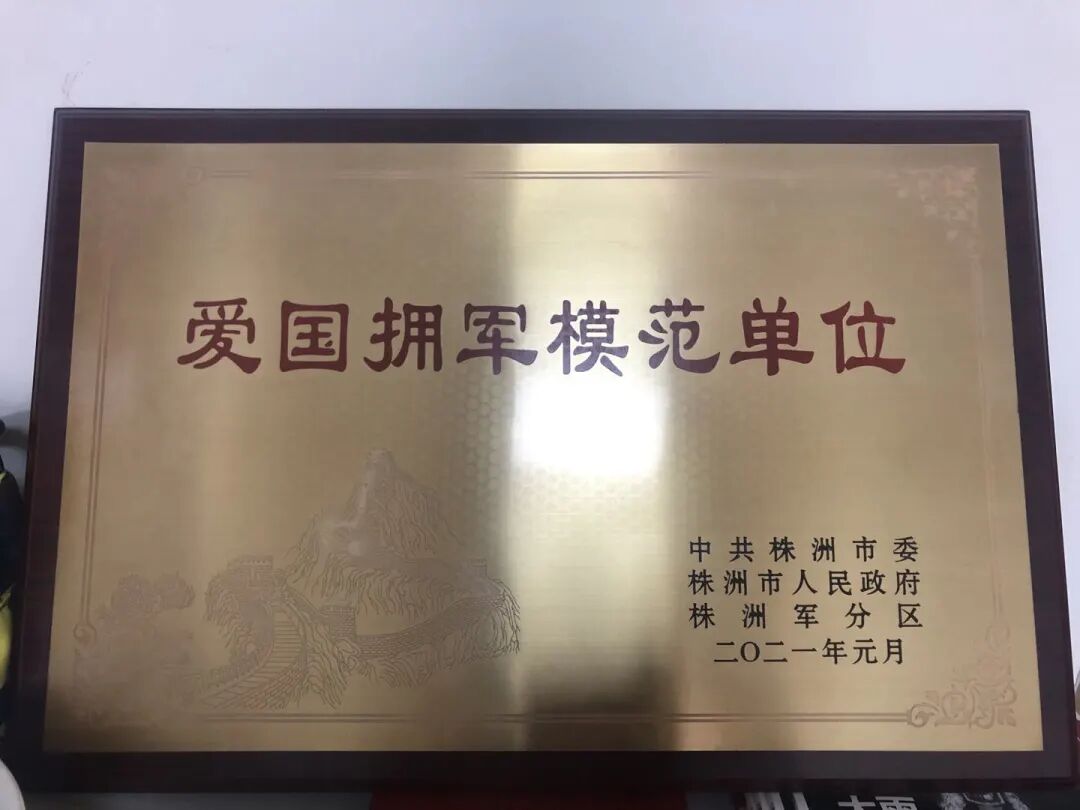 爱国拥军模范单位
中共株洲市委
株洲市人民政府
株洲军分区
二〇二一年元月